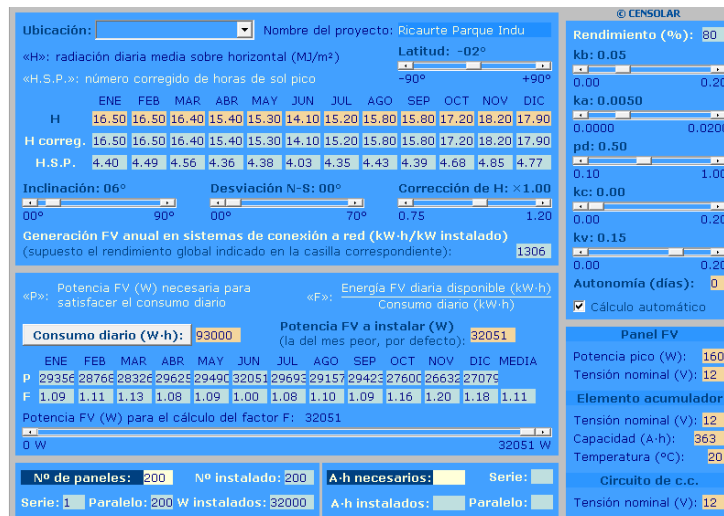 © CENSOLAR
Ubicación: Nombre del proyecto: Ricaurte Parque Indu
Rendimiento (%): 80
«H»: radiación diaria media sobre horizontal (MJ/m²) Latitud: -02°
kb: 0.05
0.00 0.20
«H.S.P.»: número corregido de horas de sol pico -90° +90°
ka: 0.0050
0.0000 0.0200
ENE FEB MAR ABR MAY JUN JUL AGO SEP OCT NOV DIC
H 16.50 16.50 16.40 15.40 15.30 14.10 15.20 15.80 15.80 17.20 18.20 17.90
H correg. 16.50 16.50 16.40 15.40 15.30 14.10 15.20 15.80 15.80 17.20 18.20 17.90
H.S.P. 4.40 4.49 4.56 4.36 4.38 4.03 4.35 4.43 4.39 4.68 4.85 4.77
pd: 0.50
0.10 1.00
kc: 0.00
0.00 0.20
Inclinación: 06° Desviación N-S: 00° Corrección de H: ×1.00
00° 90° 00° 70° 0.75 1.20
kv: 0.15
0.00 0.20
Generación FV anual en sistemas de conexión a red (kW·h/kW instalado)
(supuesto el rendimiento global indicado en la casilla correspondiente): 1306
Autonomía (días): 0
Cálculo automático
«P»: Potencia FV (W) necesaria para satisfacer el consumo diario
«F»: Energía FV diaria disponible (kW·h)
Consumo diario (kW·h)
Consumo diario (W·h): 93000 Potencia FV a instalar (W)
(la del mes peor, por defecto): 32051
ENE FEB MAR ABR MAY JUN JUL AGO SEP OCT NOV DIC MEDIA
P 29356 28768 28326 29625 29490 32051 29693 29157 29423 27600 26632 27079
F 1.09 1.11 1.13 1.08 1.09 1.00 1.08 1.10 1.09 1.16 1.20 1.18 1.11
Potencia FV (W) para el cálculo del factor F: 32051
0 W 32051 W
Panel FV
Potencia pico (W): 160
Tensión nominal (V): 12
Elemento acumulador
Tensión nominal (V): 12
Capacidad (A·h): 363
Temperatura (°C): 20
Circuito de c.c.
Tensión nominal (V): 12
Nº de paneles: 200 Nº instalado: 200 A·h necesarios: Serie:
Serie: 1 Paralelo: 200 W instalados: 32000 A·h instalados: Paralelo: